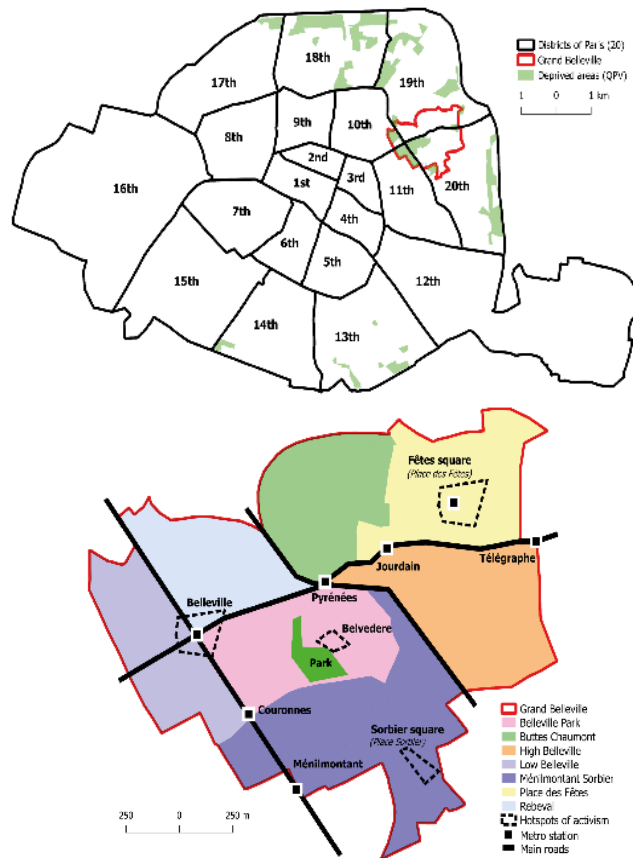 18th
17th
19th
9th
10th
8th
2nd
3rd
1st
16th
11th
20th
7th
4th
6th
5th
15th
12th
14th
13th
Districts of Paris (20)
Grand Belleville
Deprived areas (QPV)
1 0 1 km
Fêtes square
(Place des Fêtes)
Télégraphe
Jourdain
Belleville
Pyrénées
Belvedere
Park
Couronnes
Sorbier square
(Place Sorbier)
Ménilmontant
250 0 250 m
Grand Belleville
Belleville Park
Buttes Chaumont
High Belleville
Low Belleville
Ménilmontant Sorbier
Place des Fêtes
Rebeval
Hotspots of activism
Metro station
Main roads